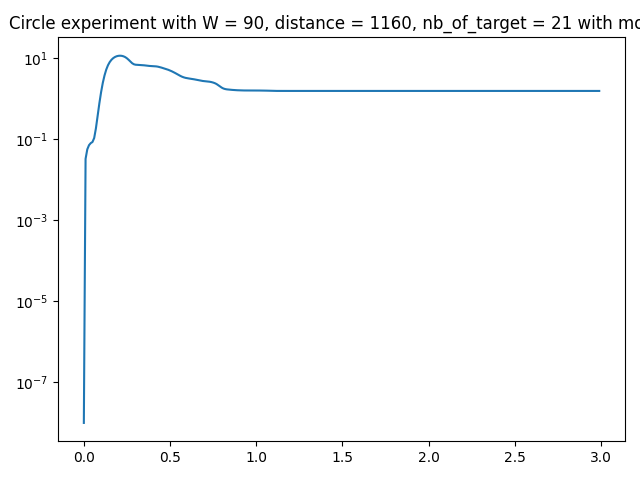 Circle experiment with W = 90, distance = 1160, nb_of_target = 21 with
10¹
10⁻¹
10⁻³
10⁻⁵
10⁻⁷
0.0 0.5 1.0 1.5 2.0 2.5 3.0